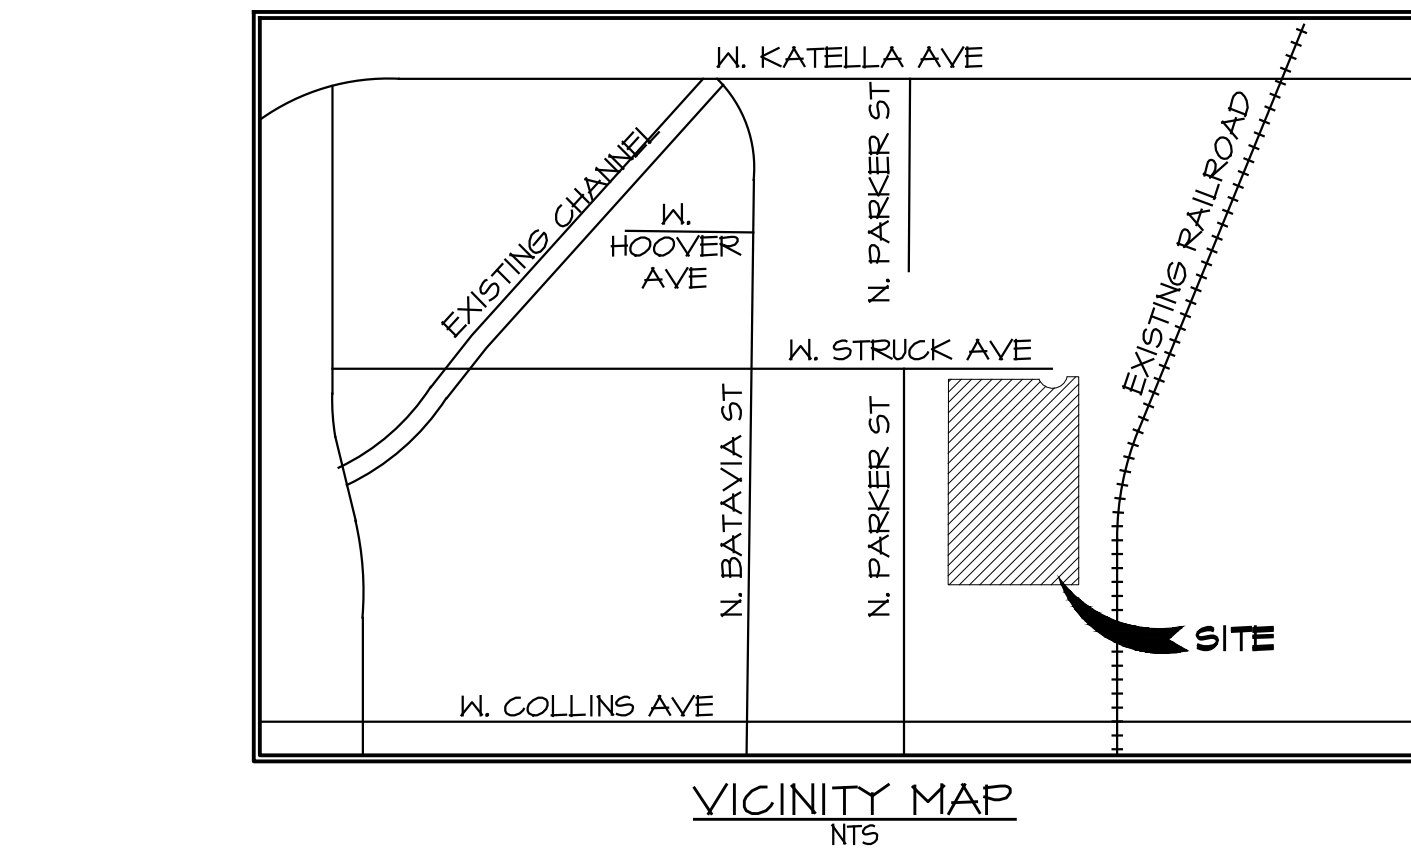 W. KATELLA AVE
N. PARKER ST
EXISTING RAILROAD
EXISTING CHANNEL
W.
HOOVER
AVE
W. STRUCK AVE
N. BATAVIA ST
N. PARKER ST
SITE
W. COLLINS AVE
VICINITY MAP
NTS